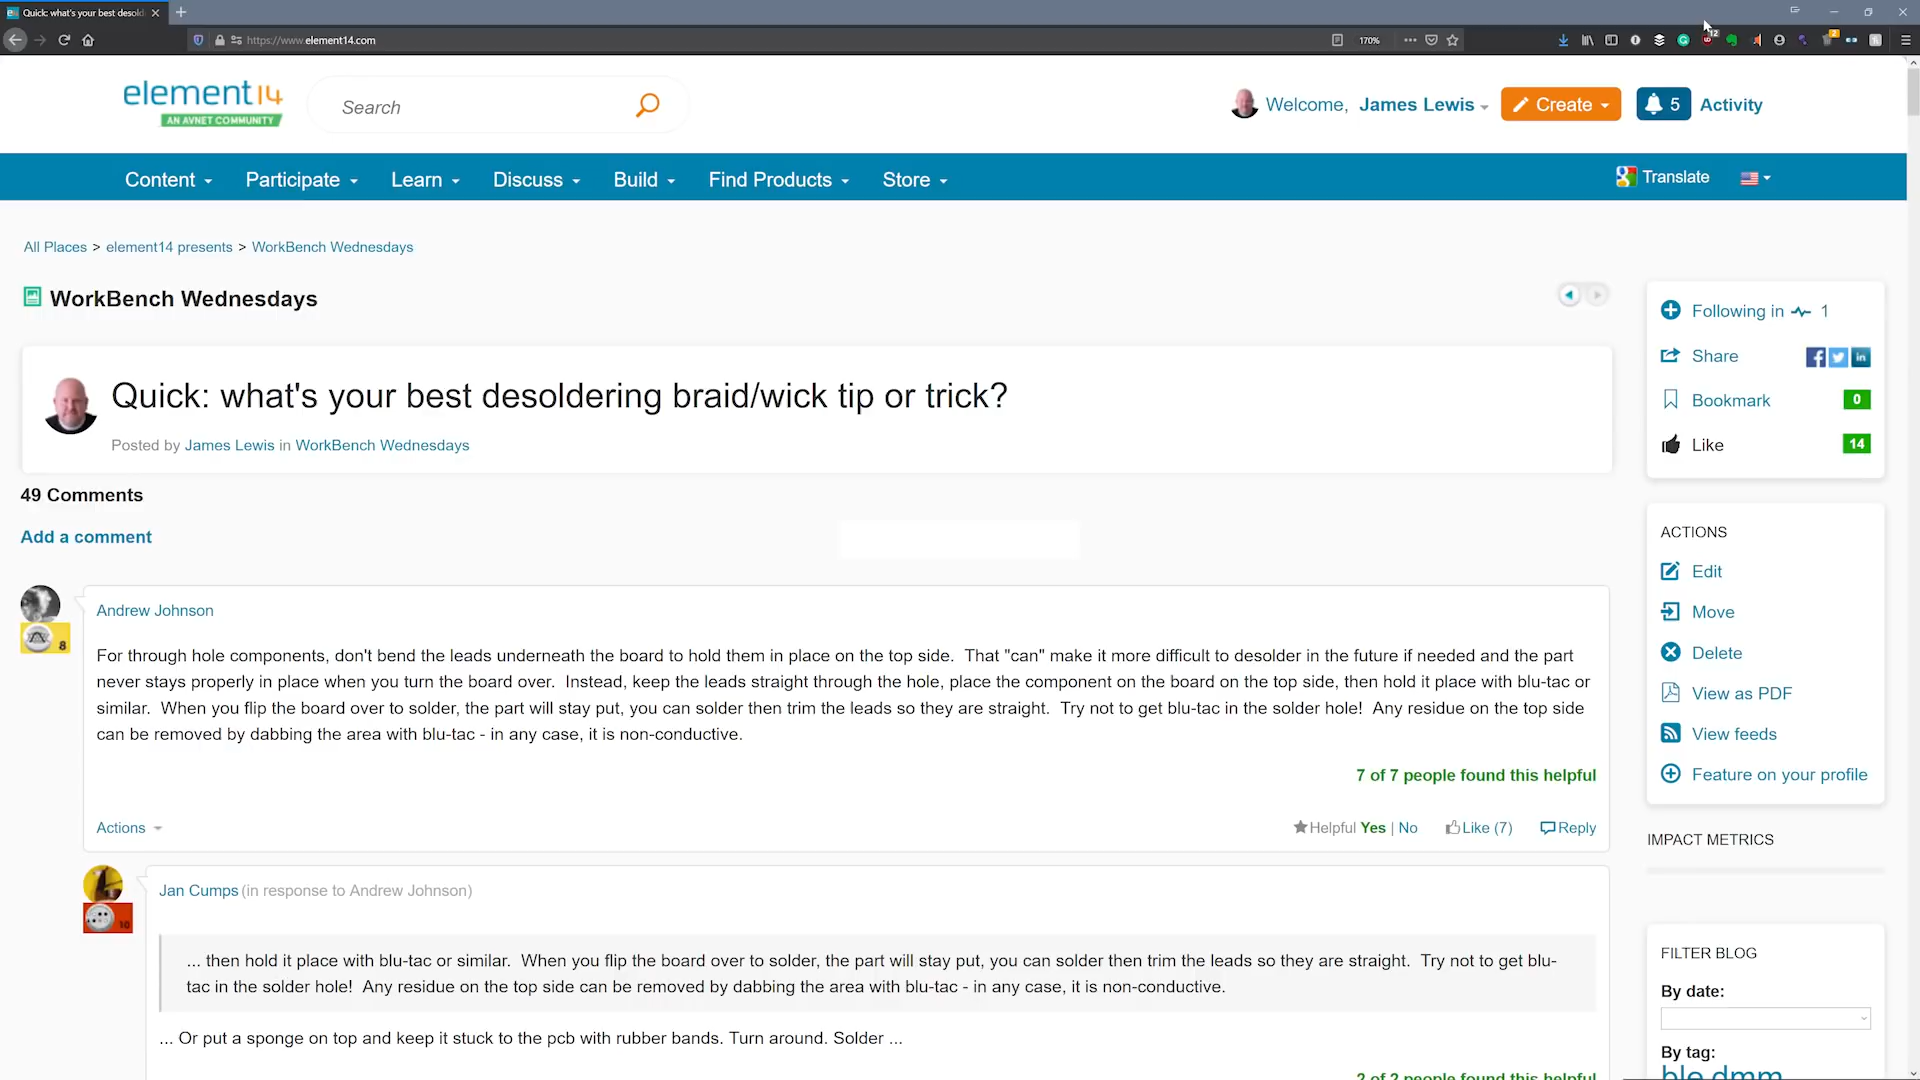 Quick: what's your best desold
https://www.element14.com
170%
12
2
element14
AN AVNET COMMUNITY
Search
Welcome, James Lewis
Create
5
Activity
Content
Participate
Learn
Discuss
Build
Find Products
Store
Translate
All Places > element14 presents > WorkBench Wednesdays
WorkBench Wednesdays
Quick: what's your best desoldering braid/wick tip or trick?
Posted by James Lewis in WorkBench Wednesdays
49 Comments
Add a comment
Andrew Johnson
8
For through hole components, don't bend the leads underneath the board to hold them in place on the top side. That "can" make it more difficult to desolder in the future if needed and the part
never stays properly in place when you turn the board over. Instead, keep the leads straight through the hole, place the component on the board on the top side, then hold it place with blu-tac or
similar. When you flip the board over to solder, the part will stay put, you can solder then trim the leads so they are straight. Try not to get blu-tac in the solder hole! Any residue on the top side
can be removed by dabbing the area with blu-tac - in any case, it is non-conductive.
7 of 7 people found this helpful
Actions
Helpful Yes | No
Like (7)
Reply
Jan Cumps (in response to Andrew Johnson)
10
... then hold it place with blu-tac or similar. When you flip the board over to solder, the part will stay put, you can solder then trim the leads so they are straight. Try not to get blu-
tac in the solder hole! Any residue on the top side can be removed by dabbing the area with blu-tac - in any case, it is non-conductive.
... Or put a sponge on top and keep it stuck to the pcb with rubber bands. Turn around. Solder ...
2 of 2 people found this helpful
Following in 1
Share
Bookmark 0
Like 14
ACTIONS
Edit
Move
Delete
View as PDF
View feeds
Feature on your profile
IMPACT METRICS
FILTER BLOG
By date:
By tag:
ble dmm